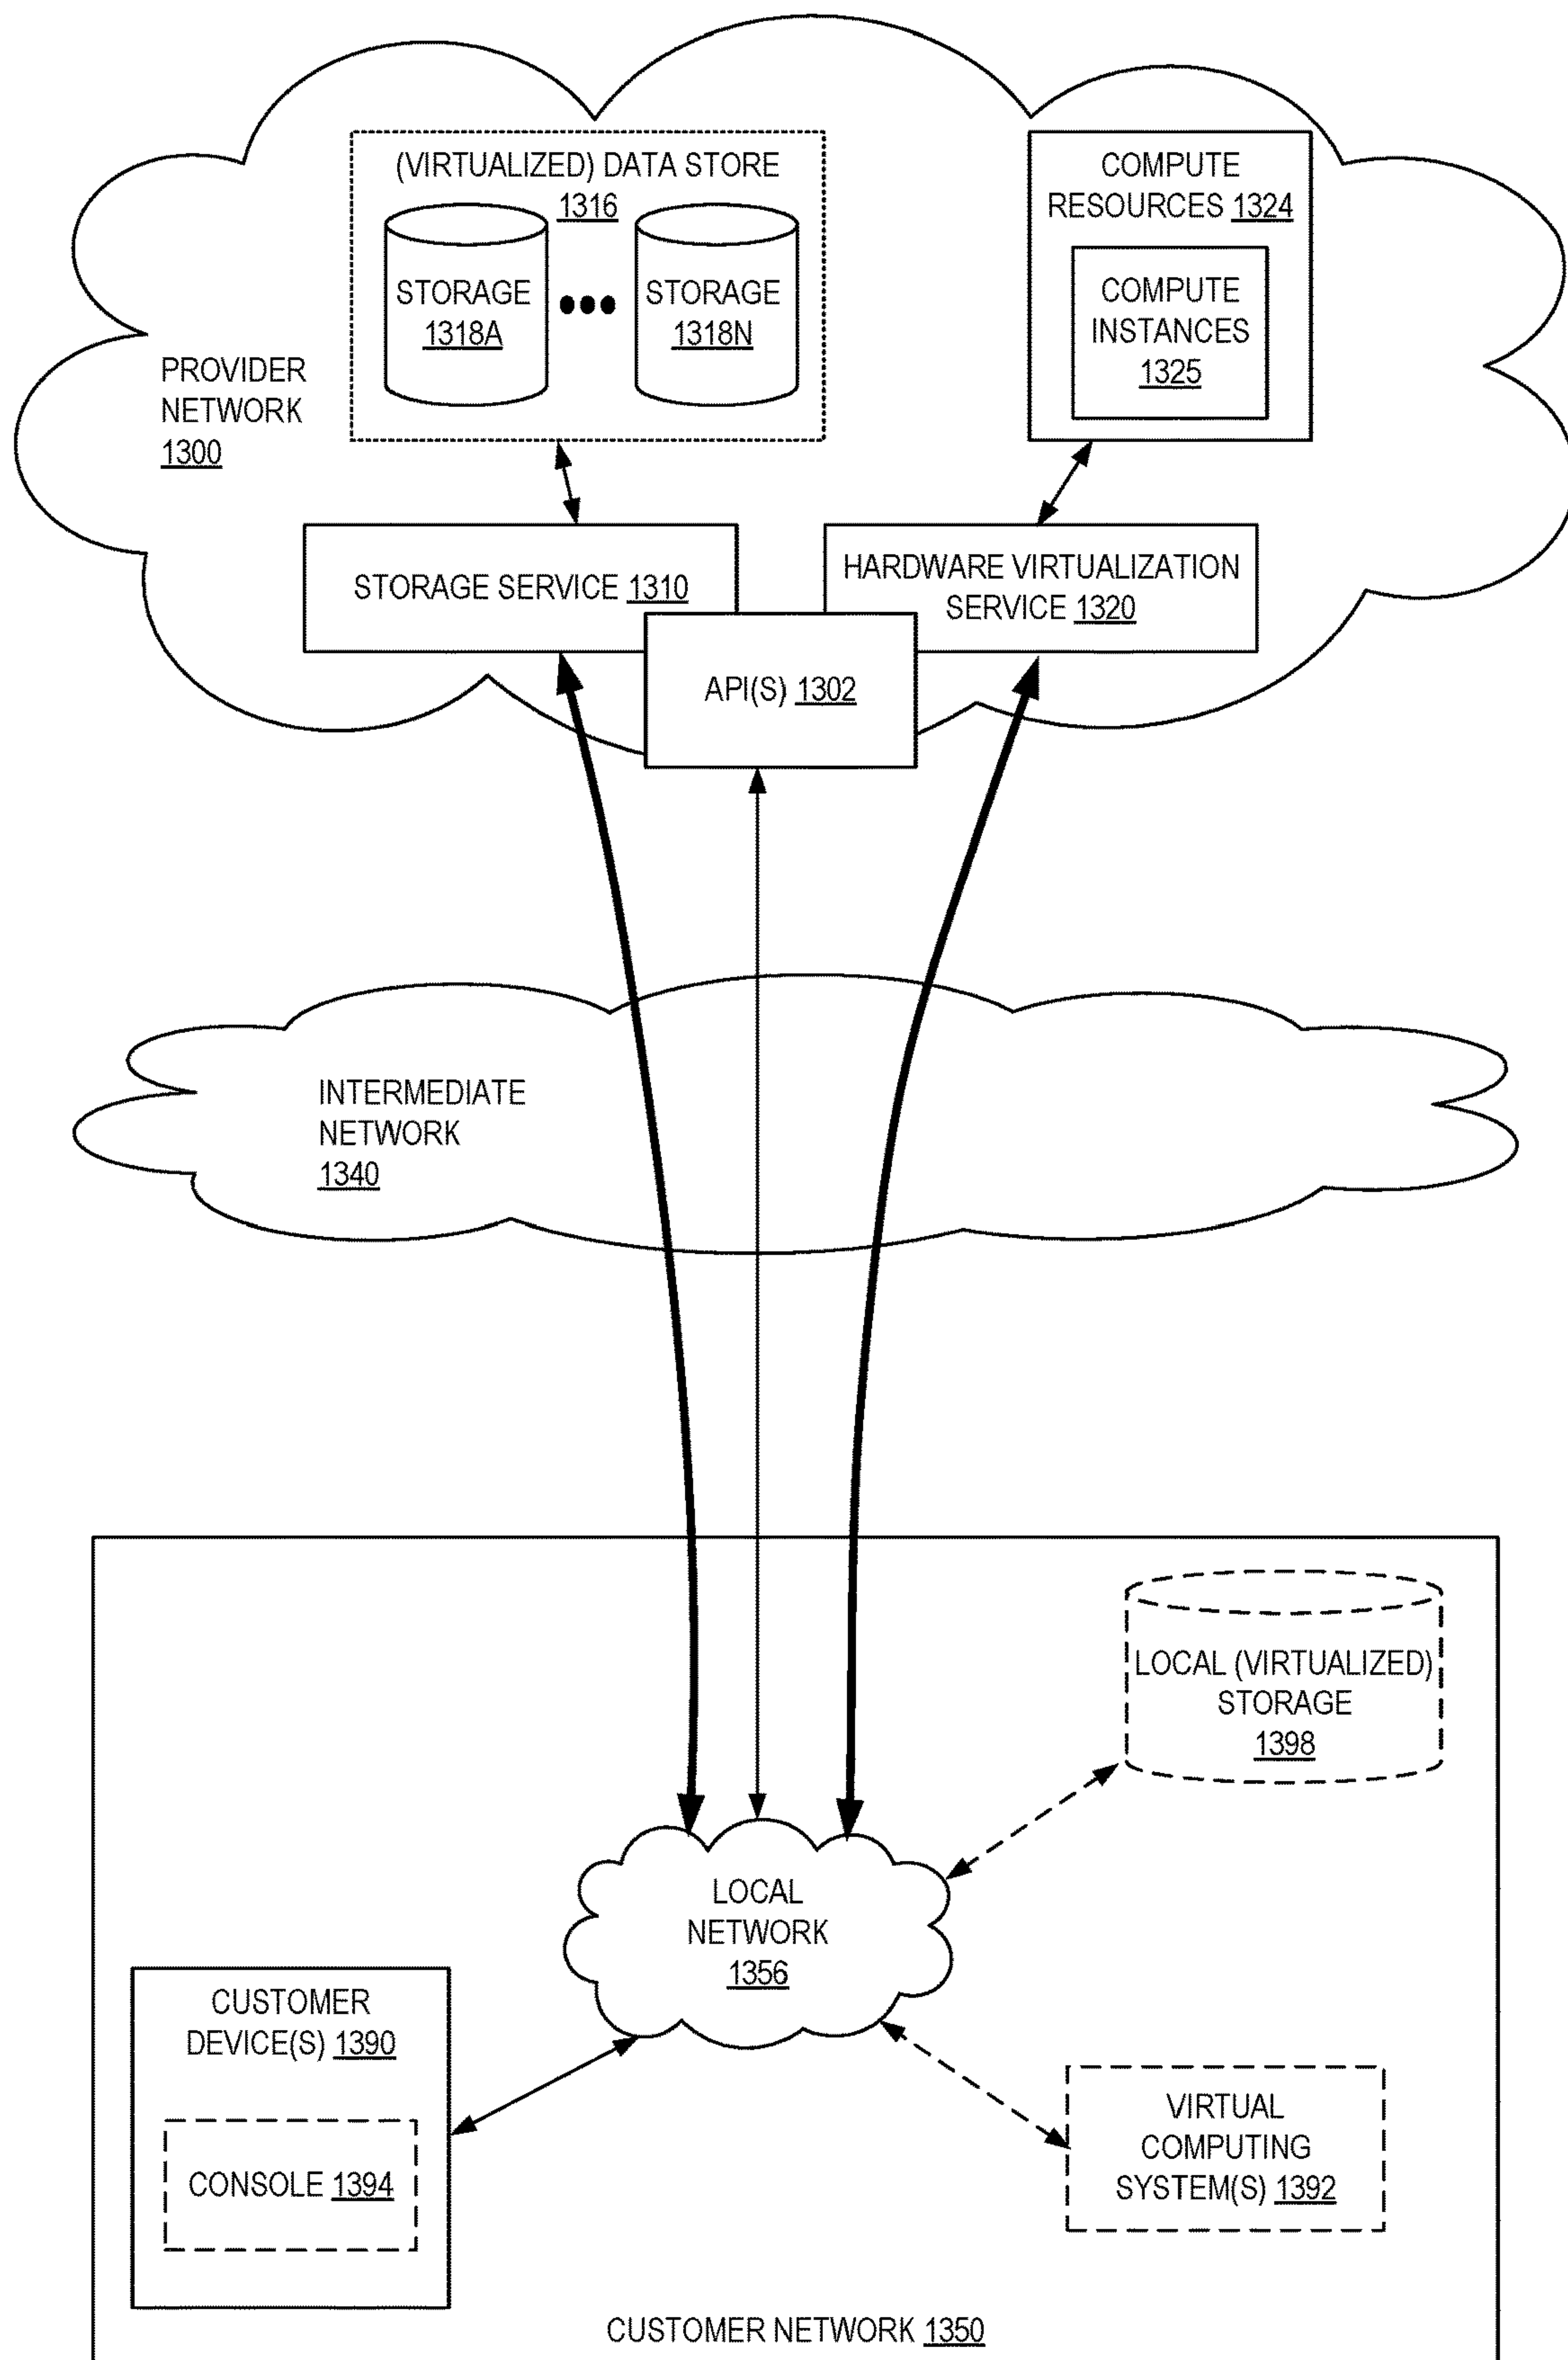 (VIRTUALIZED) DATA STORE
1316
STORAGE
1318A
STORAGE
1318N
COMPUTE
RESOURCES 1324
COMPUTE
INSTANCES
1325
PROVIDER
NETWORK
1300
STORAGE SERVICE 1310
HARDWARE VIRTUALIZATION
SERVICE 1320
API(S) 1302
INTERMEDIATE
NETWORK
1340
LOCAL (VIRTUALIZED)
STORAGE
1398
LOCAL
NETWORK
1356
CUSTOMER
DEVICE(S) 1390
CONSOLE 1394
VIRTUAL
COMPUTING
SYSTEM(S) 1392
CUSTOMER NETWORK 1350